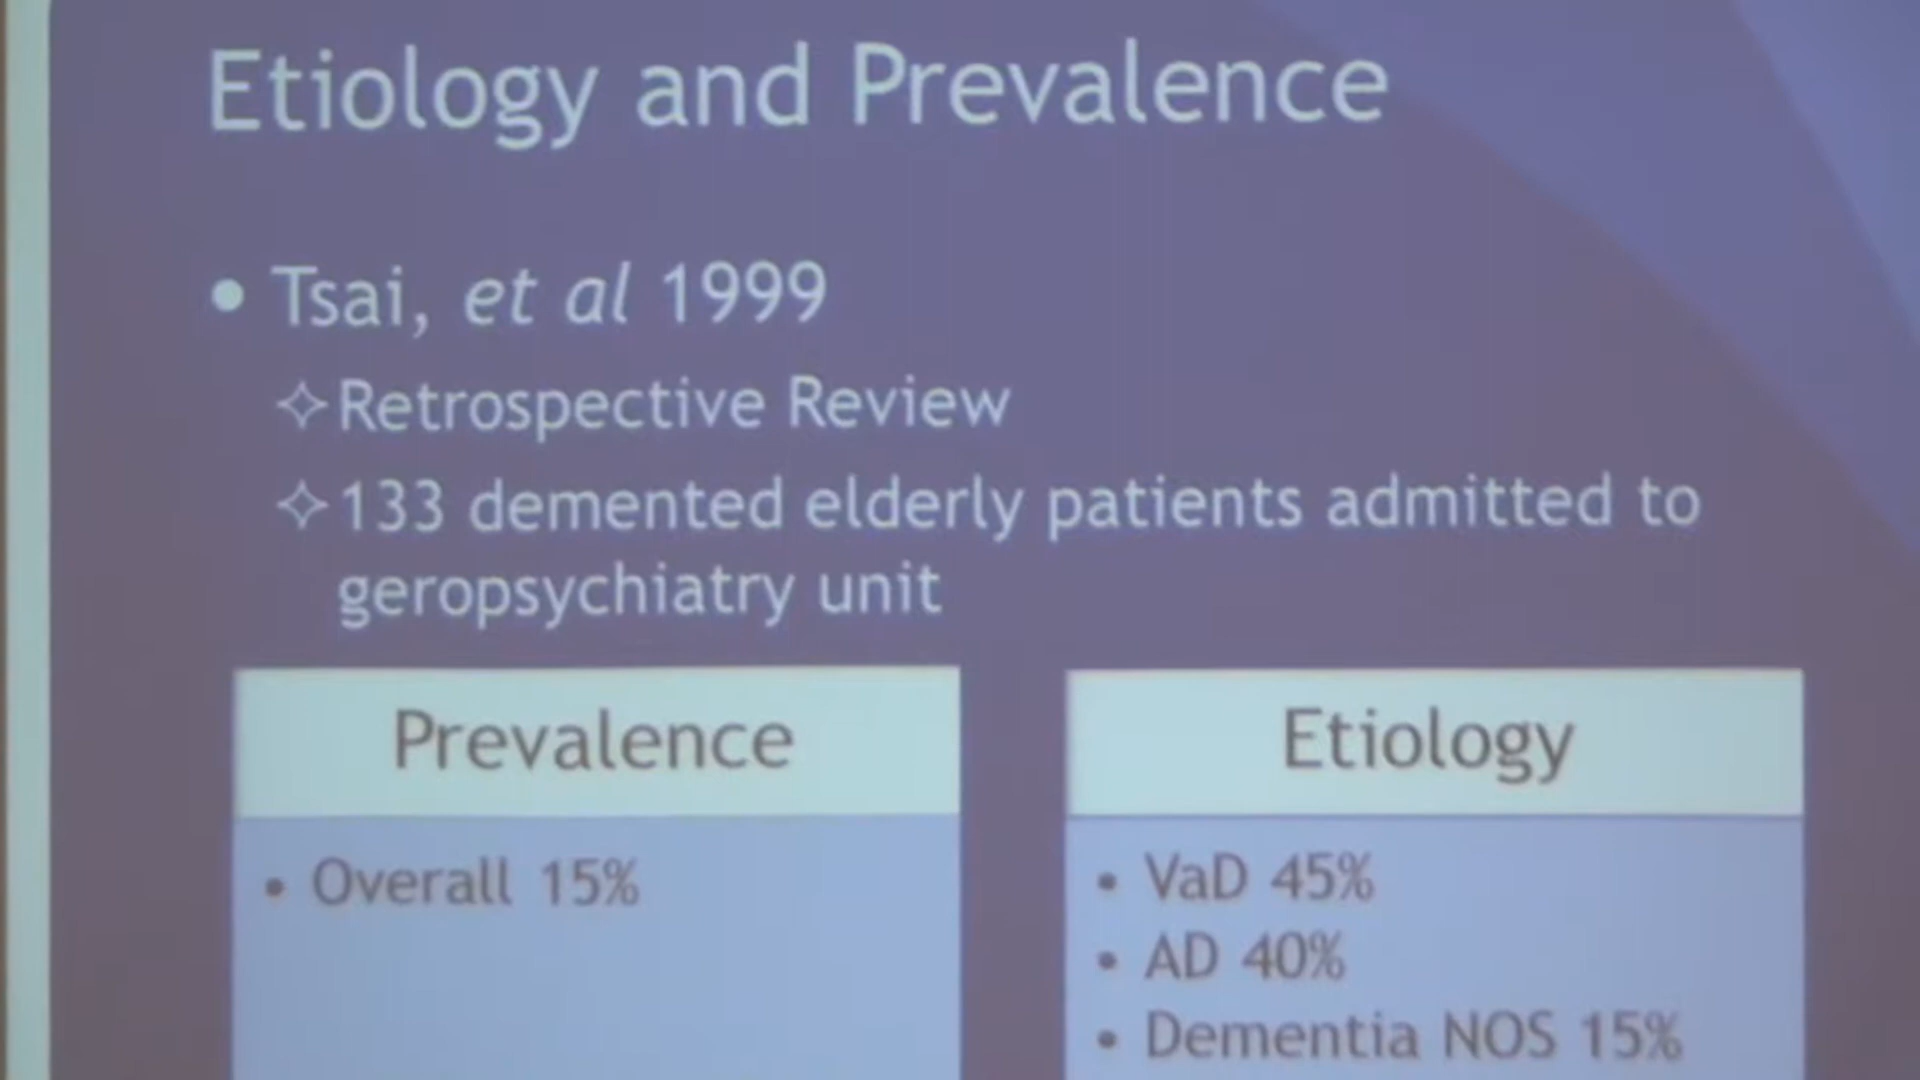 Etiology and Prevalence
• Tsai, et al 1999
✧Retrospective Review
✧133 demented elderly patients admitted to
geropsychiatry unit
Prevalence
• Overall 15%
Etiology
• VaD 45%
• AD 40%
• Dementia NOS 15%